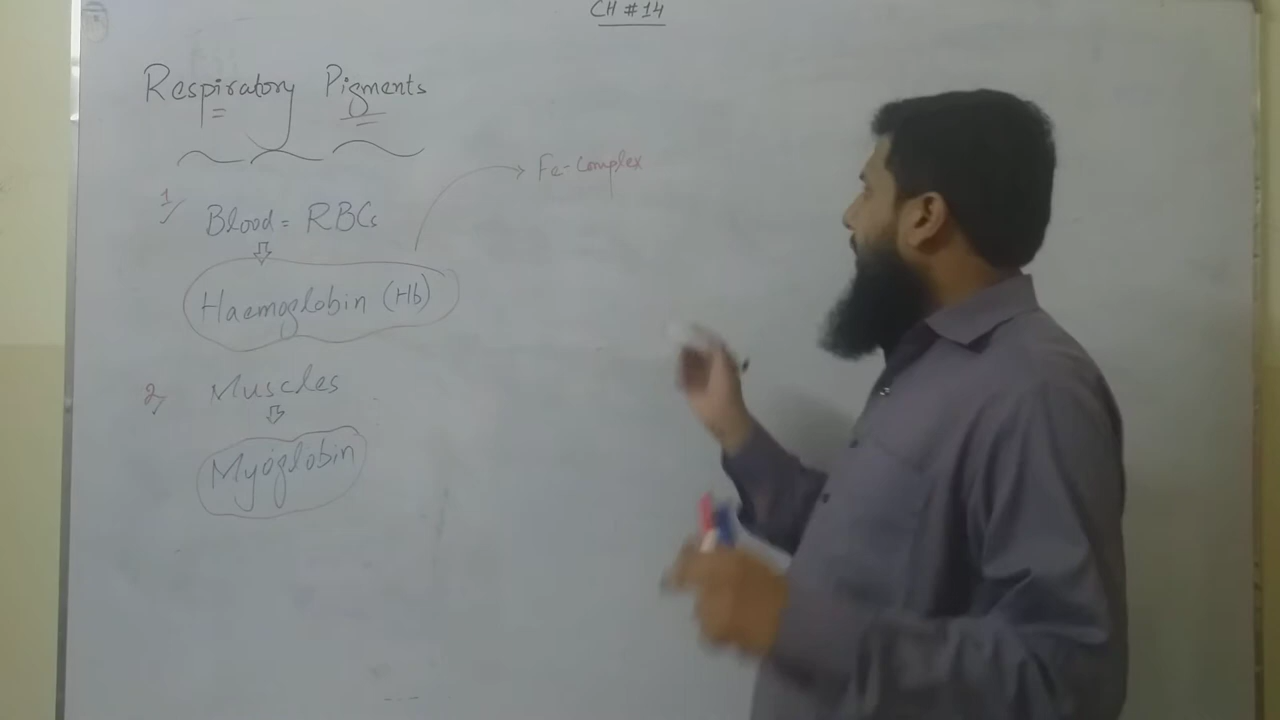 CH # 14
Respiratory Pigments
Fe-Complex
1, Blood = RBCs
Haemoglobin (Hb)
2, Muscles
Myoglobin